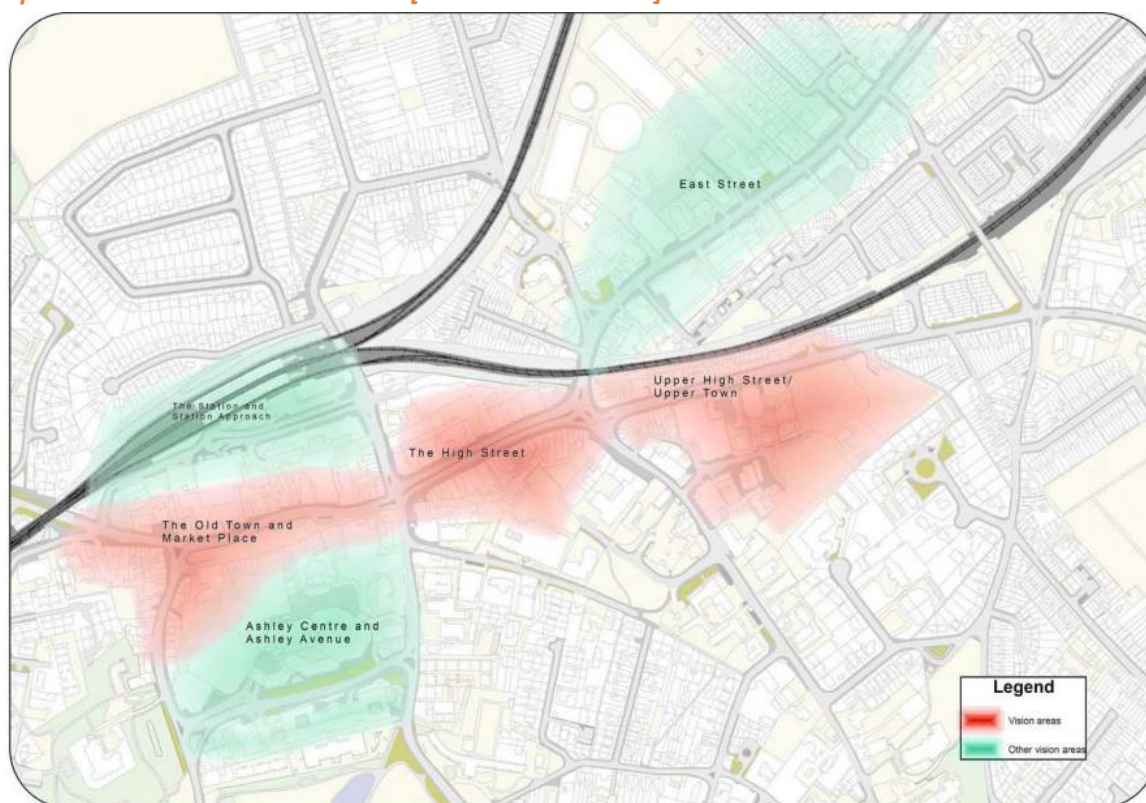 East Street
Upper High Street/
Upper Town
The Station and
Station Approach
The High Street
The Old Town and
Market Place
Ashley Centre and
Ashley Avenue
Legend
Vision areas
Other vision areas